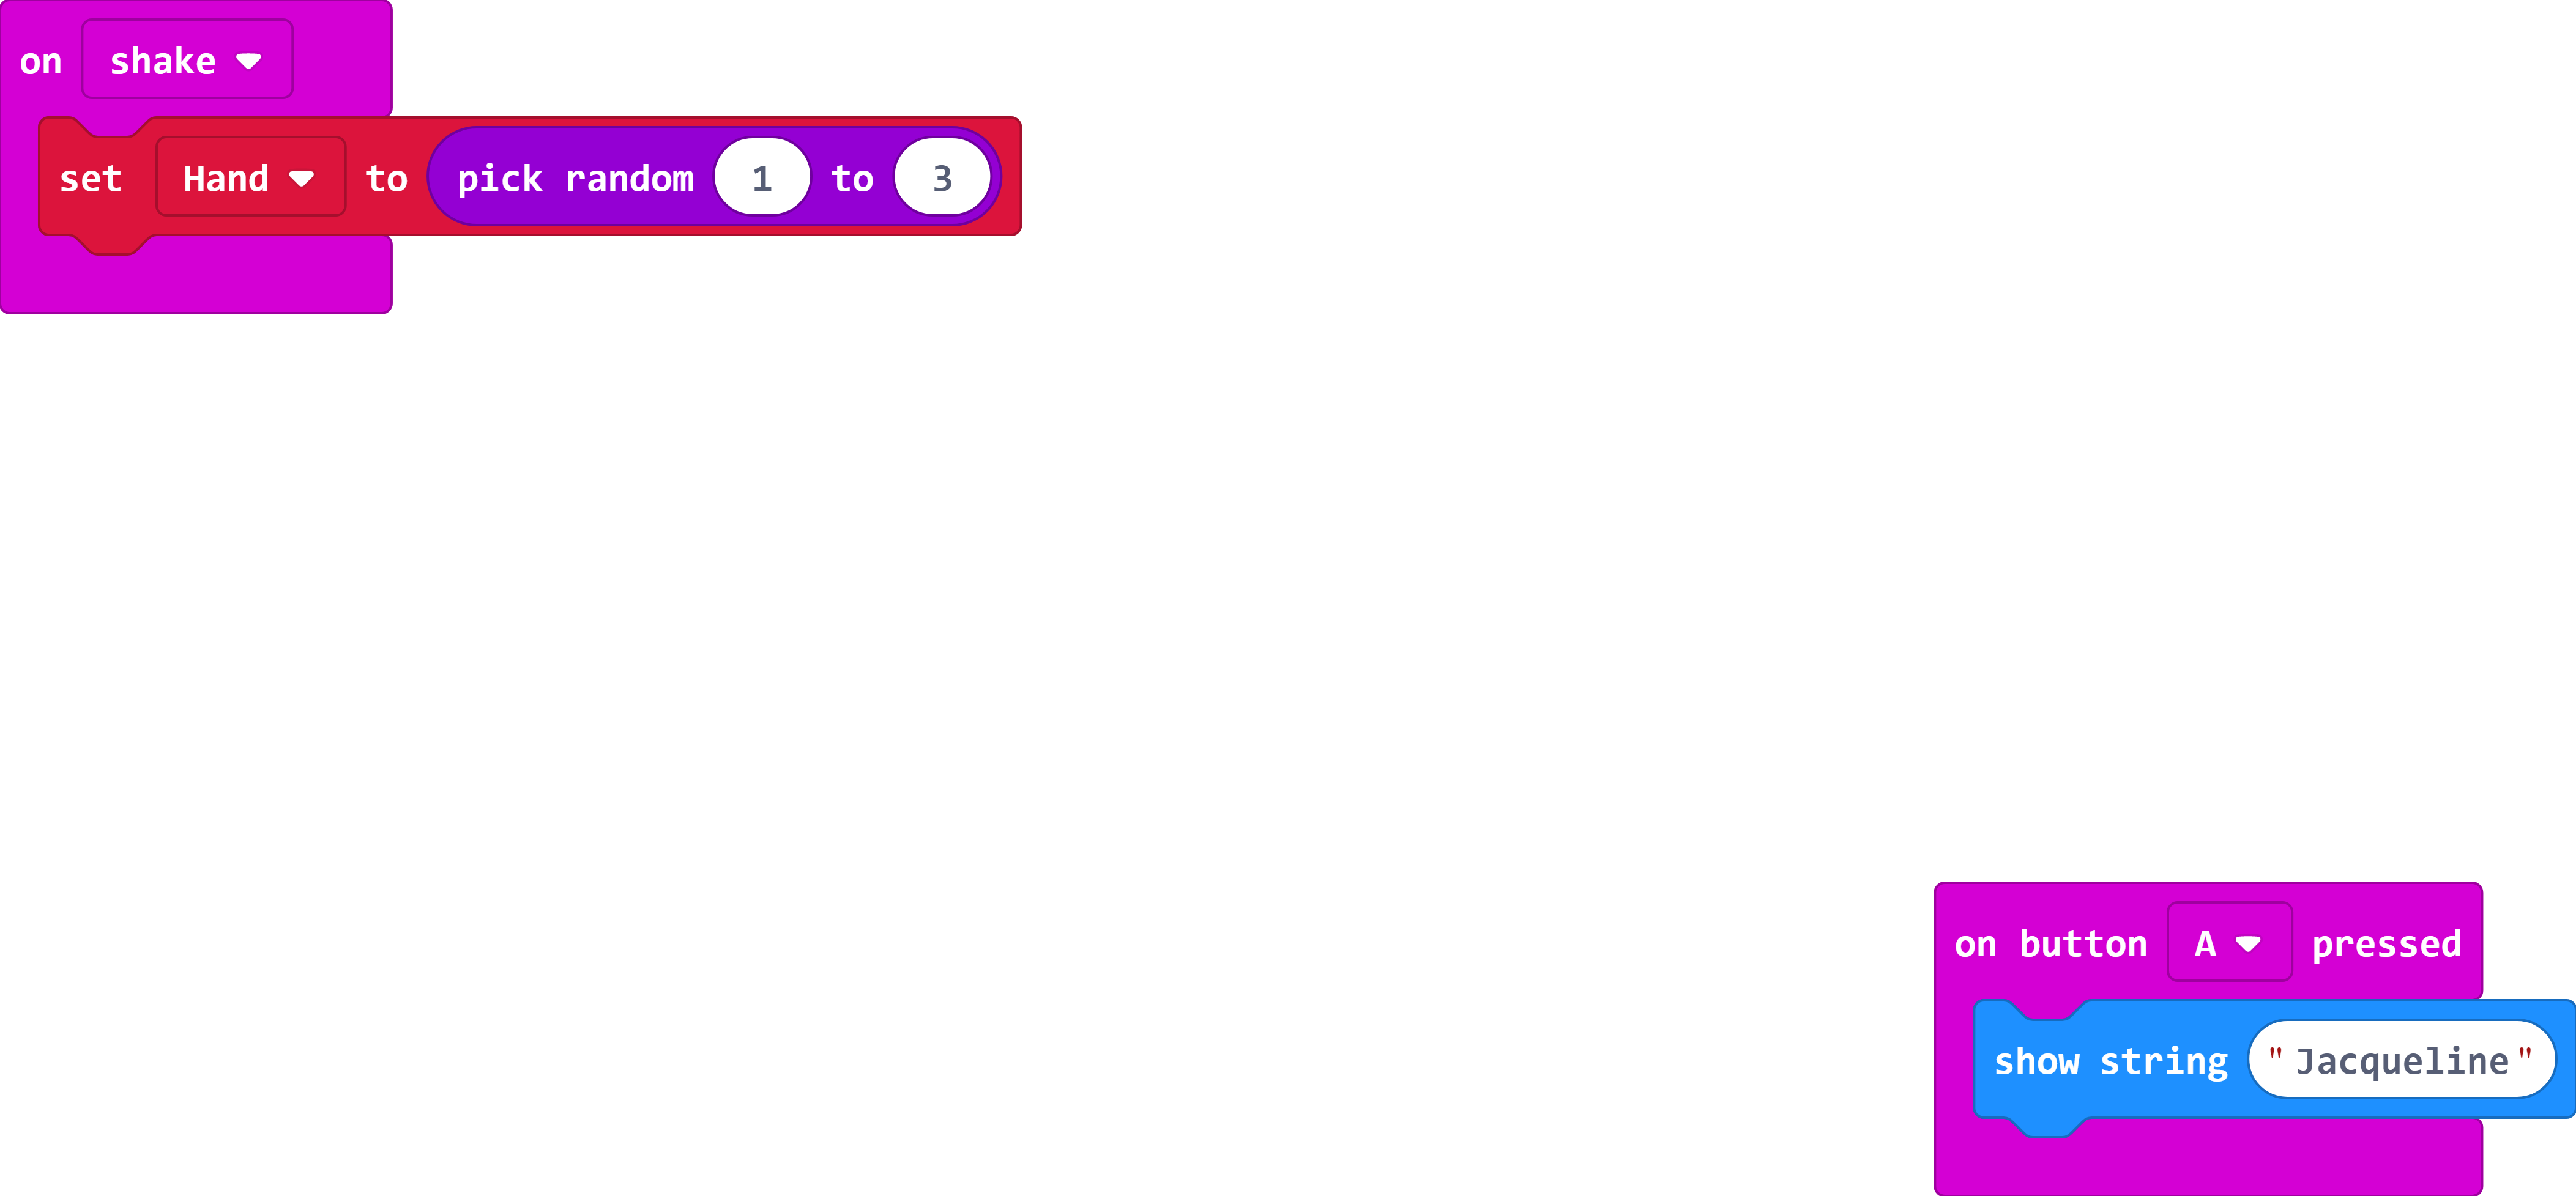 on shake
set Hand to pick random 1 to 3
on button A pressed
show string "Jacqueline"